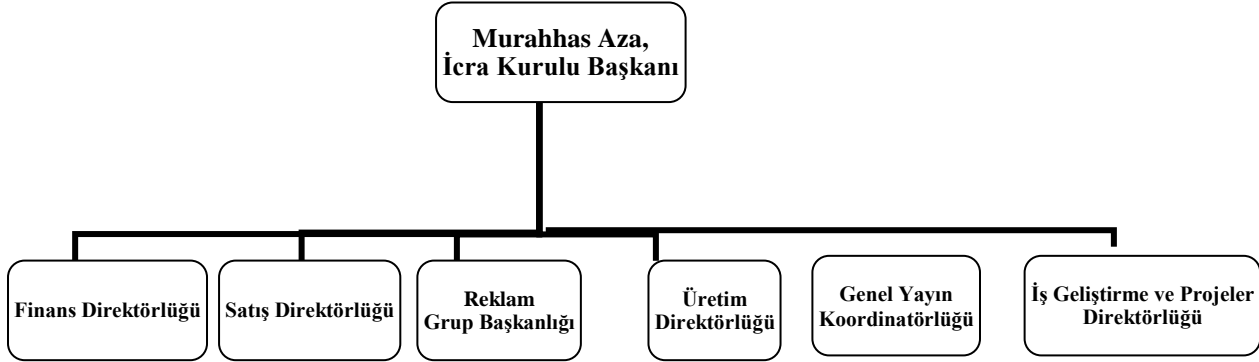 Murahhas Aza,
İcra Kurulu Başkanı
Finans Direktörlüğü
Satış Direktörlüğü
Reklam
Grup Başkanlığı
Üretim
Direktörlüğü
Genel Yayın
Koordinatörlüğü
İş Geliştirme ve Projeler
Direktörlüğü